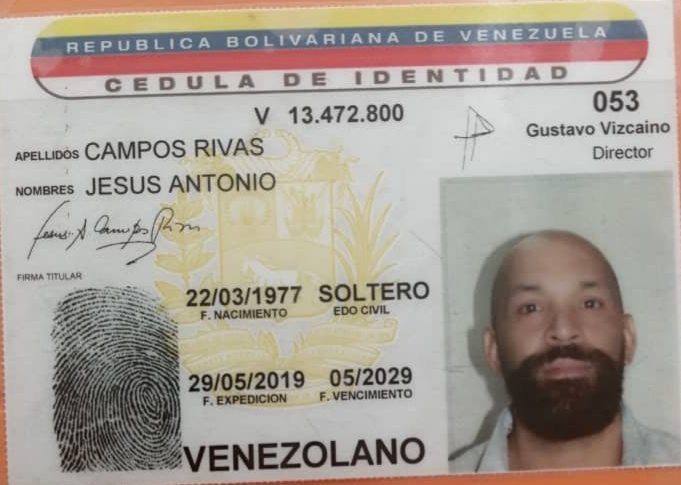 REPUBLICA BOLIVARIANA DE VENEZUELA
CEDULA DE IDENTIDAD
V 13.472.800
053
Gustavo Vizcaino
Director
APELLIDOS CAMPOS RIVAS
NOMBRES JESUS ANTONIO
Jesus A Campos Rivas
FIRMA TITULAR
22/03/1977 SOLTERO
F. NACIMIENTO EDO CIVIL
29/05/2019 05/2029
F. EXPEDICION F. VENCIMIENTO
VENEZOLANO